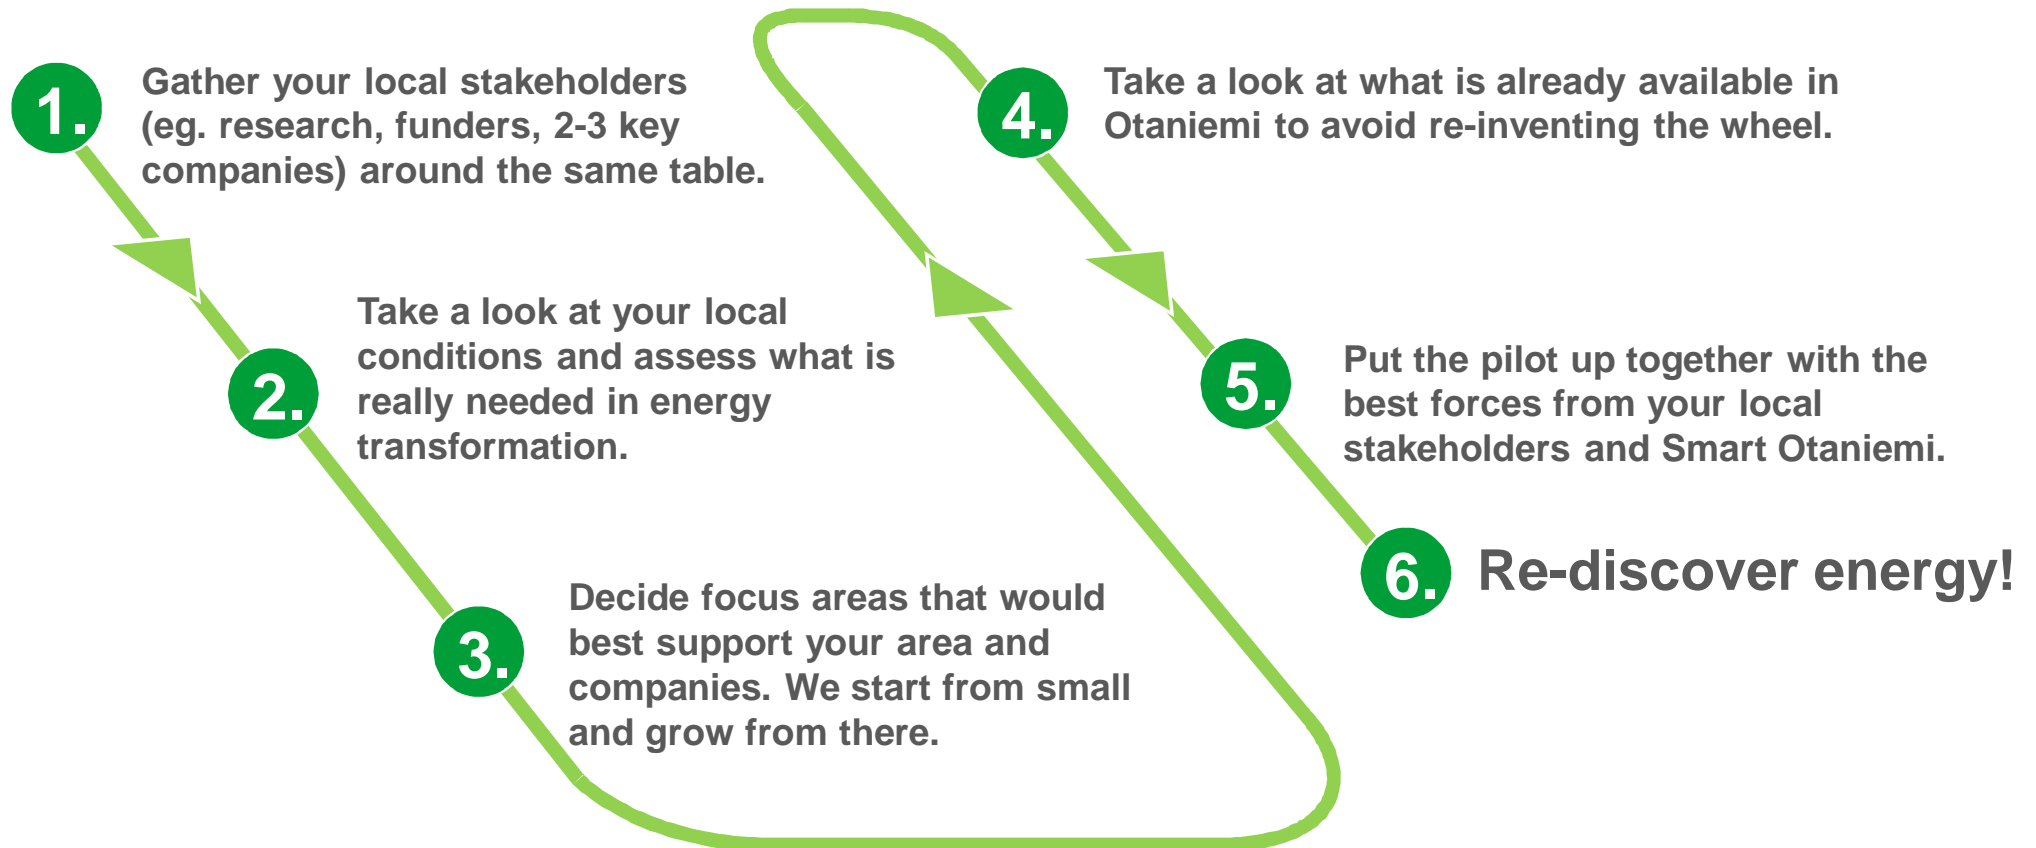 1.
Gather your local stakeholders
(eg. research, funders, 2-3 key
companies) around the same table.
2.
Take a look at your local
conditions and assess what is
really needed in energy
transformation.
3.
Decide focus areas that would
best support your area and
companies. We start from small
and grow from there.
4.
Take a look at what is already available in
Otaniemi to avoid re-inventing the wheel.
5.
Put the pilot up together with the
best forces from your local
stakeholders and Smart Otaniemi.
6.
Re-discover energy!